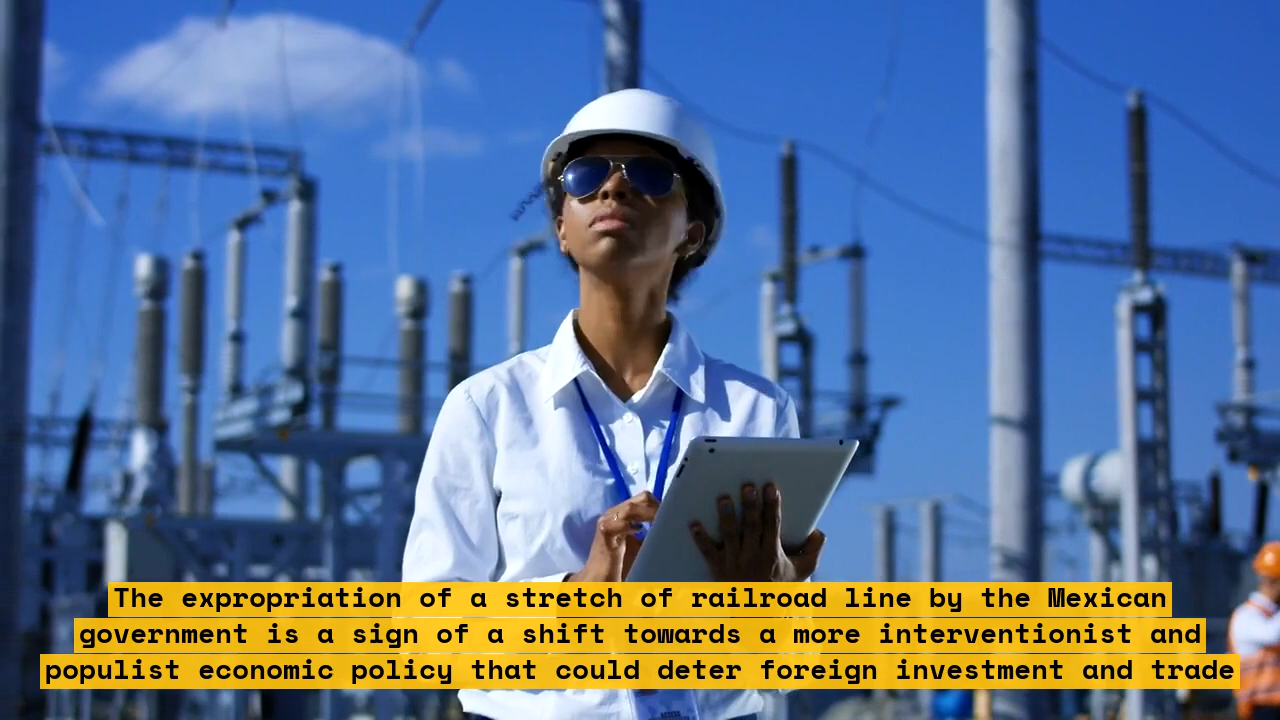 The expropriation of a stretch of railroad line by the Mexican
government is a sign of a shift towards a more interventionist and
populist economic policy that could deter foreign investment and trade